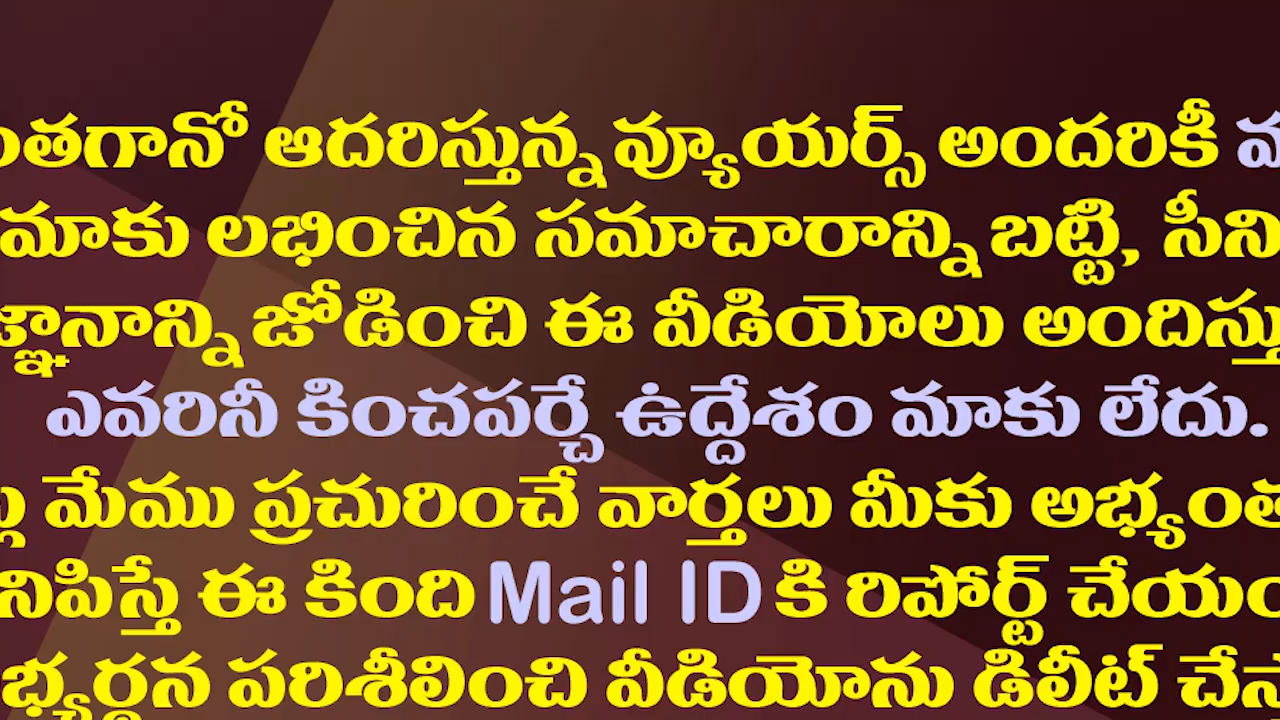 ంతగానో ఆదరిస్తున్న వ్యూయర్స్ అందరికీ
మాకు లభించిన సమాచారాన్ని బట్టి, సీని
జ్ఞానాన్ని జోడించి ఈ వీడియోలు అందిస్తు
ఎవరినీ కించపర్చే ఉద్దేశం మాకు లేదు.
మేము ప్రచురించే వార్తలు మీకు అభ్యంత
నిపిస్తే ఈ కింది Mail ID కి రిపోర్ట్ చేయం
భ్యర్థన పరిశీలించి వీడియోను డిలీట్ చేస